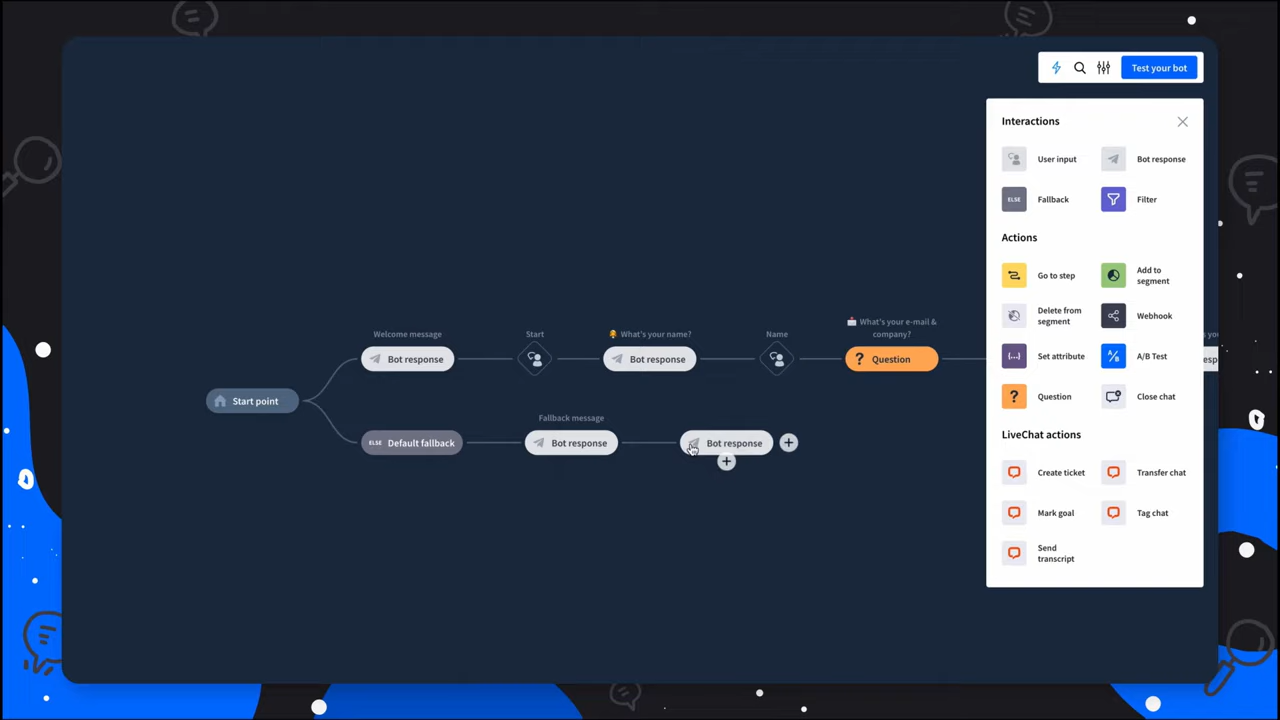 Test your bot
Interactions
User input
Bot response
ELSE
Fallback
Filter
Actions
Go to step
Add to
segment
Delete from
segment
Webhook
{...}
Set attribute
A/B
A/B Test
?
Question
Close chat
LiveChat actions
Create ticket
Transfer chat
Mark goal
Tag chat
Send
transcript
Welcome message
Bot response
Start
What's your name?
Bot response
Name
What's your e-mail &
company?
? Question
Start point
ELSE Default fallback
Fallback message
Bot response
Bot response